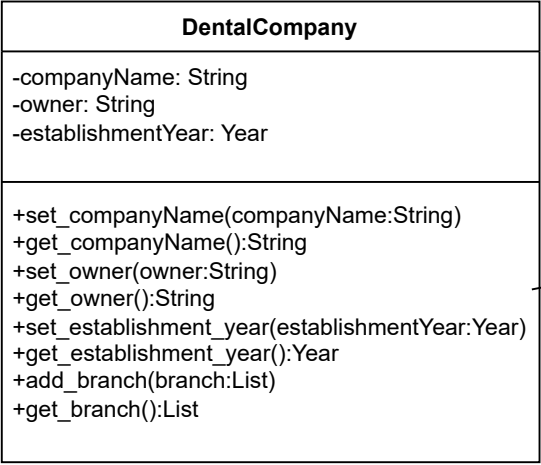 DentalCompany
-companyName: String
-owner: String
-establishmentYear: Year
+set_companyName(companyName:String)
+get_companyName():String
+set_owner(owner:String)
+get_owner():String
+set_establishment_year(establishmentYear:Year)
+get_establishment_year():Year
+add_branch(branch:List)
+get_branch():List